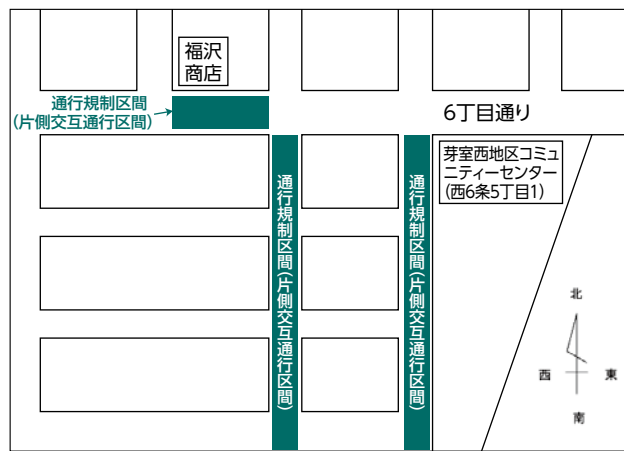 福沢
商店
通行規制区間
(片側交互通行区間)
6丁目通り
芽室西地区コミュ
ニティーセンター
(西6条5丁目1)
通行規制区間(片側交互通行区間)
通行規制区間(片側交互通行区間)
北
西
東
南